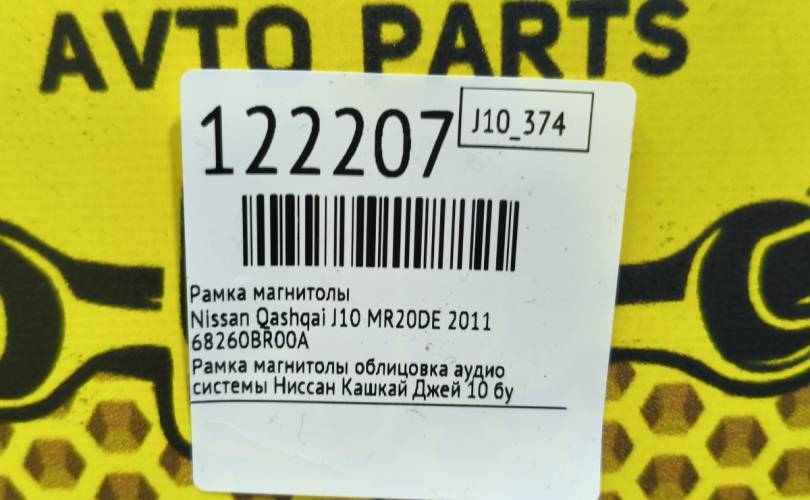 AVTO PARTS
122207
J10_374
Рамка магнитолы
Nissan Qashqai J10 MR20DE 2011
68260BR00A
Рамка магнитолы облицовка аудио
системы Ниссан Кашкай Джей 10 бу